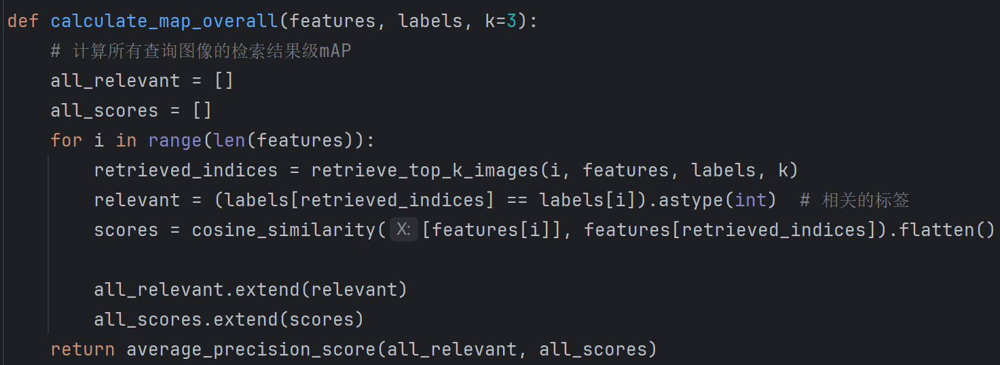 def calculate_map_overall(features, labels, k=3):
    # 计算所有查询图像的检索结果级mAP
    all_relevant = []
    all_scores = []
    for i in range(len(features)):
        retrieved_indices = retrieve_top_k_images(i, features, labels, k)
        relevant = (labels[retrieved_indices] == labels[i]).astype(int)  # 相关的标签
        scores = cosine_similarity( X: [features[i]], features[retrieved_indices]).flatten()
        all_relevant.extend(relevant)
        all_scores.extend(scores)
    return average_precision_score(all_relevant, all_scores)